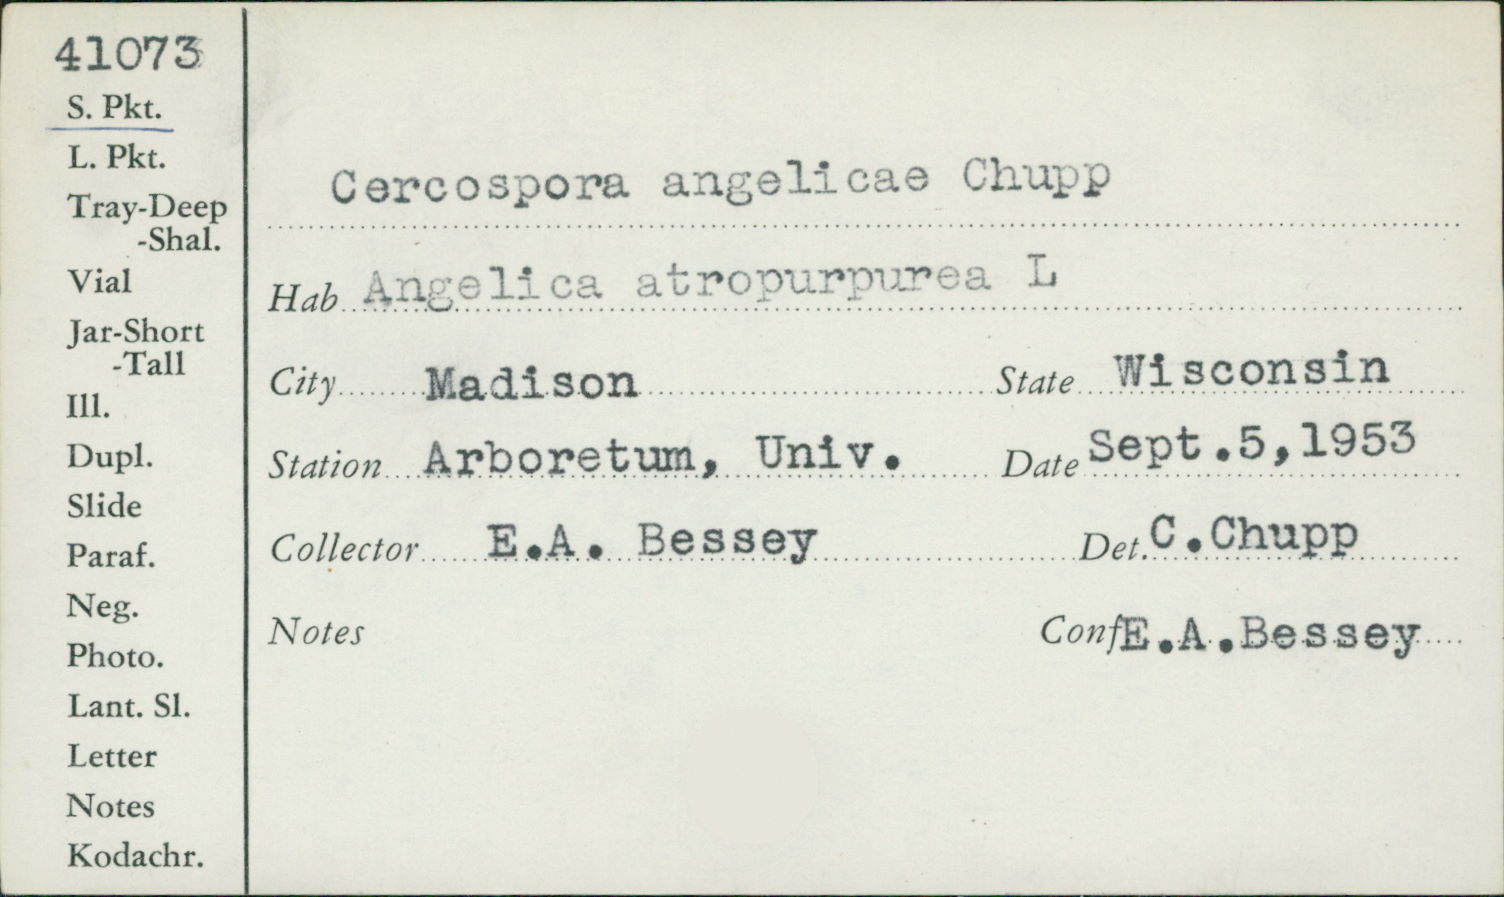 41073
S. Pkt.
L. Pkt.
Tray-Deep
-Shal.
Vial
Jar-Short
-Tall
Ill.
Dupl.
Slide
Paraf.
Neg.
Photo.
Lant. Sl.
Letter
Notes
Kodachr.
Cercospora angelicae Chupp
Hab Angelica atropurpurea L
City Madison State Wisconsin
Station Arboretum, Univ. Date Sept.5,1953
Collector E.A. Bessey Det. C.Chupp
Notes Conf E.A.Bessey